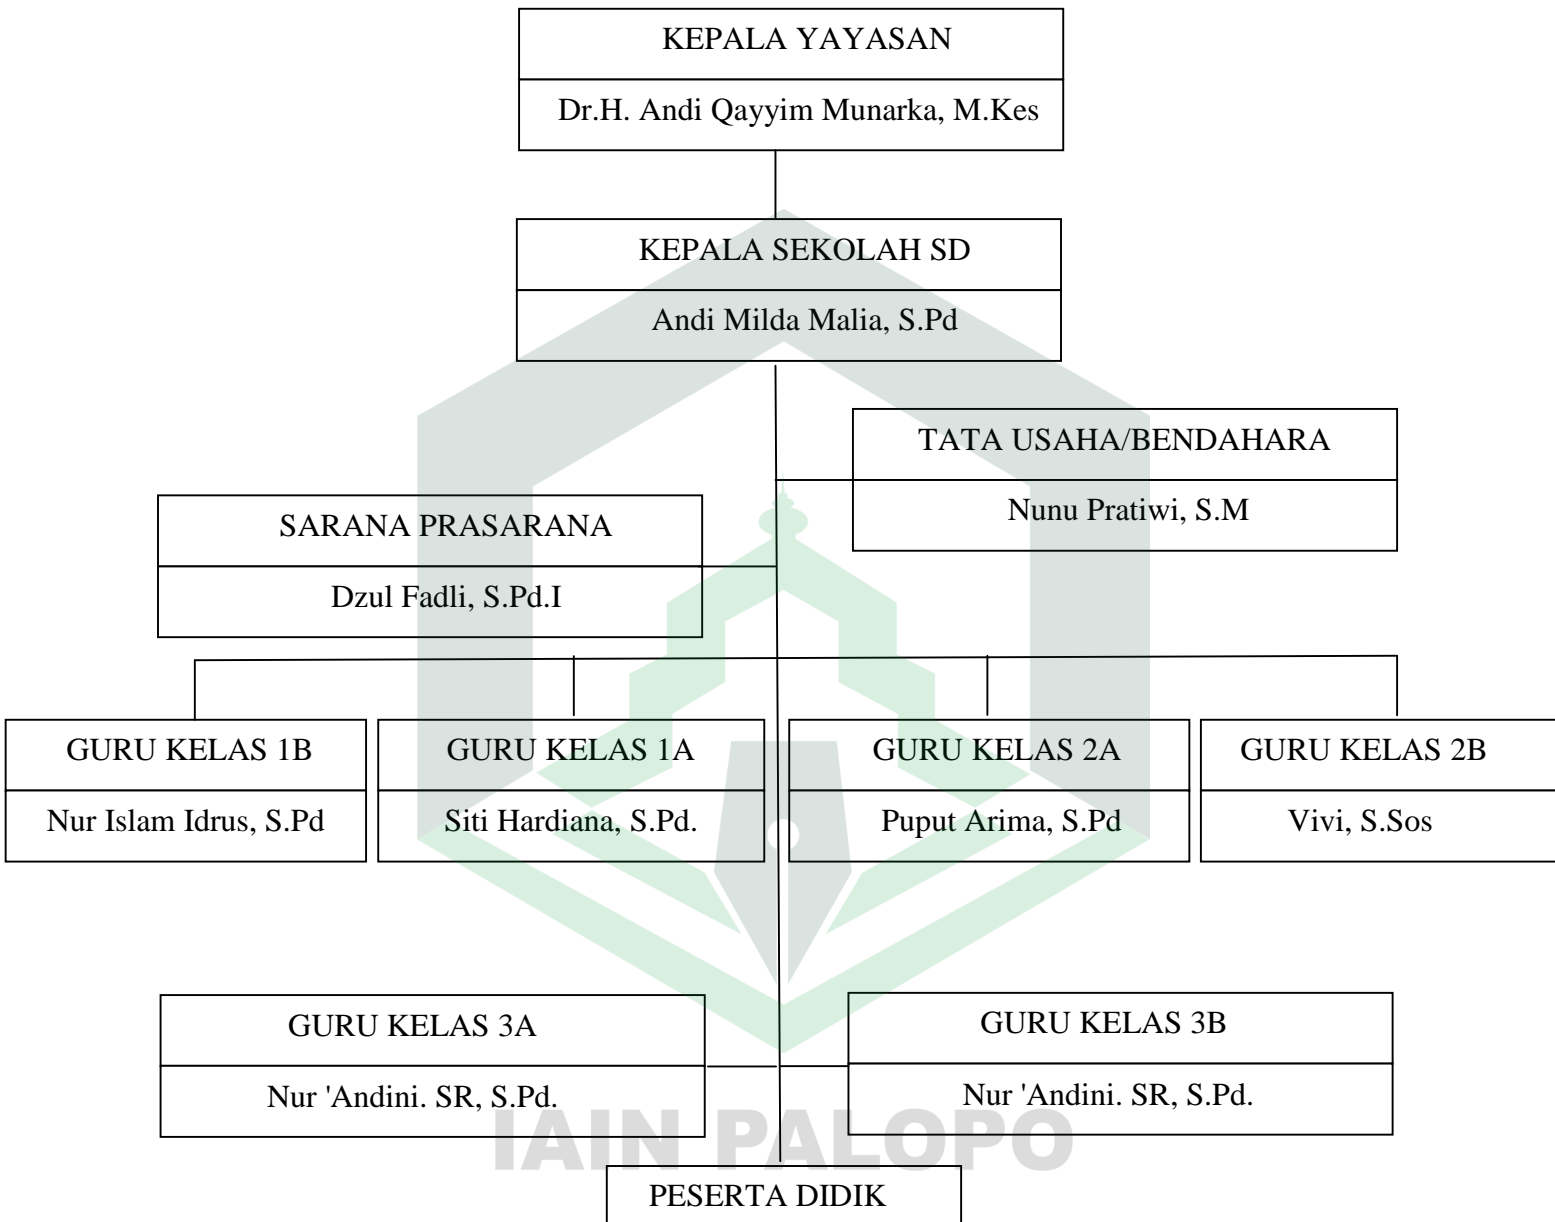 KEPALA YAYASAN
Dr.H. Andi Qayyim Munarka, M.Kes
KEPALA SEKOLAH SD
Andi Milda Malia, S.Pd
TATA USAHA/BENDAHARA
Nunu Pratiwi, S.M
SARANA PRASARANA
Dzul Fadli, S.Pd.I
GURU KELAS 1B
Nur Islam Idrus, S.Pd
GURU KELAS 1A
Siti Hardiana, S.Pd.
GURU KELAS 2A
Puput Arima, S.Pd
GURU KELAS 2B
Vivi, S.Sos
GURU KELAS 3A
Nur 'Andini. SR, S.Pd.
GURU KELAS 3B
Nur 'Andini. SR, S.Pd.
IAIN PALOPO
PESERTA DIDIK